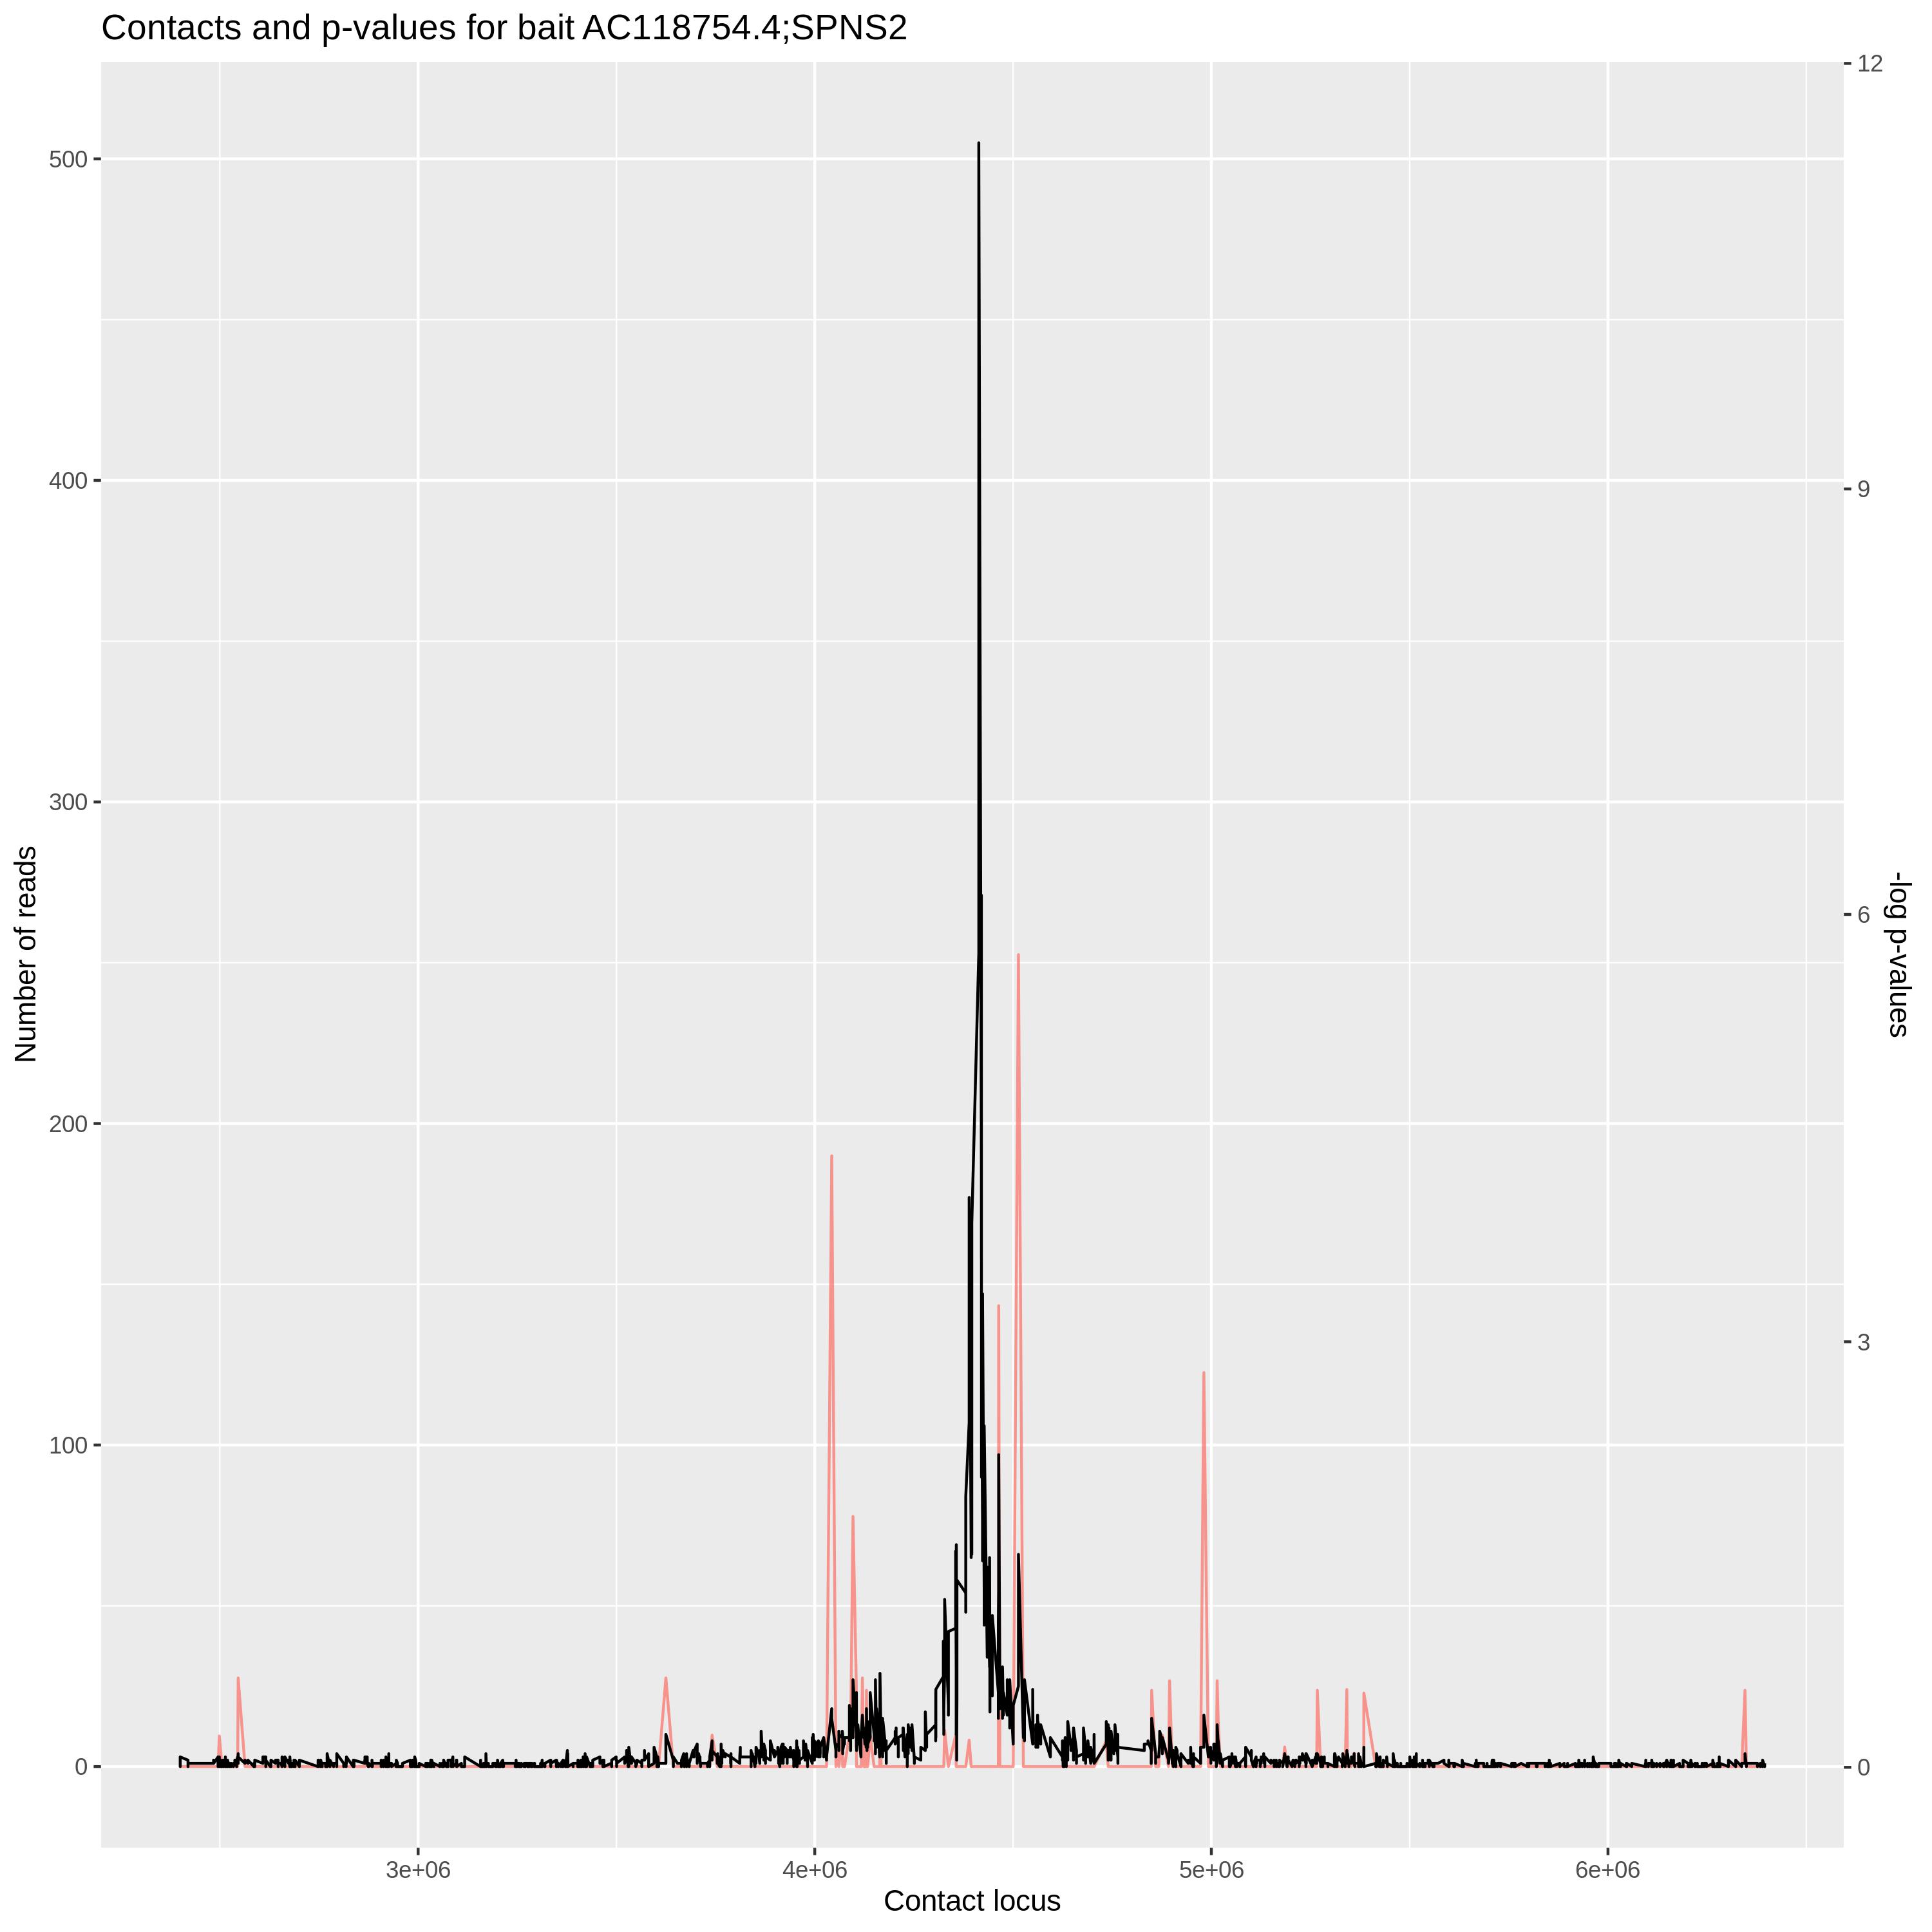 Contacts and p-values for bait AC118754.4;SPNS2
500
400
300
200
100
0
Number of reads
12
9
6
3
0
-log p-values
3e+06
4e+06
5e+06
6e+06
Contact locus